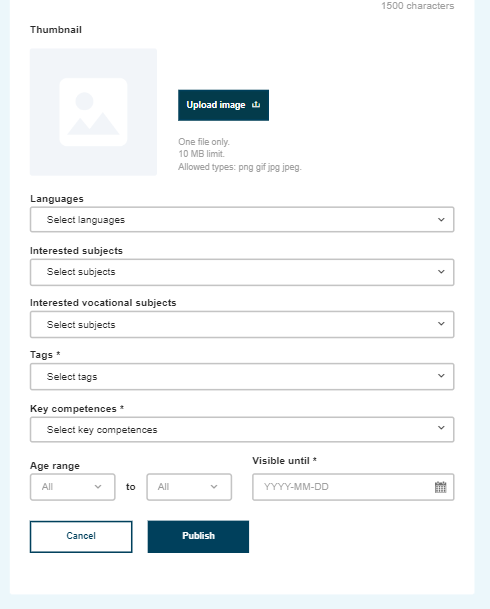 1500 characters
Thumbnail
Upload image
One file only.
10 MB limit.
Allowed types: png gif jpg jpeg.
Languages
Select languages
Interested subjects
Select subjects
Interested vocational subjects
Select subjects
Tags *
Select tags
Key competences *
Select key competences
Age range
Visible until *
All to All
YYYY-MM-DD
Cancel
Publish